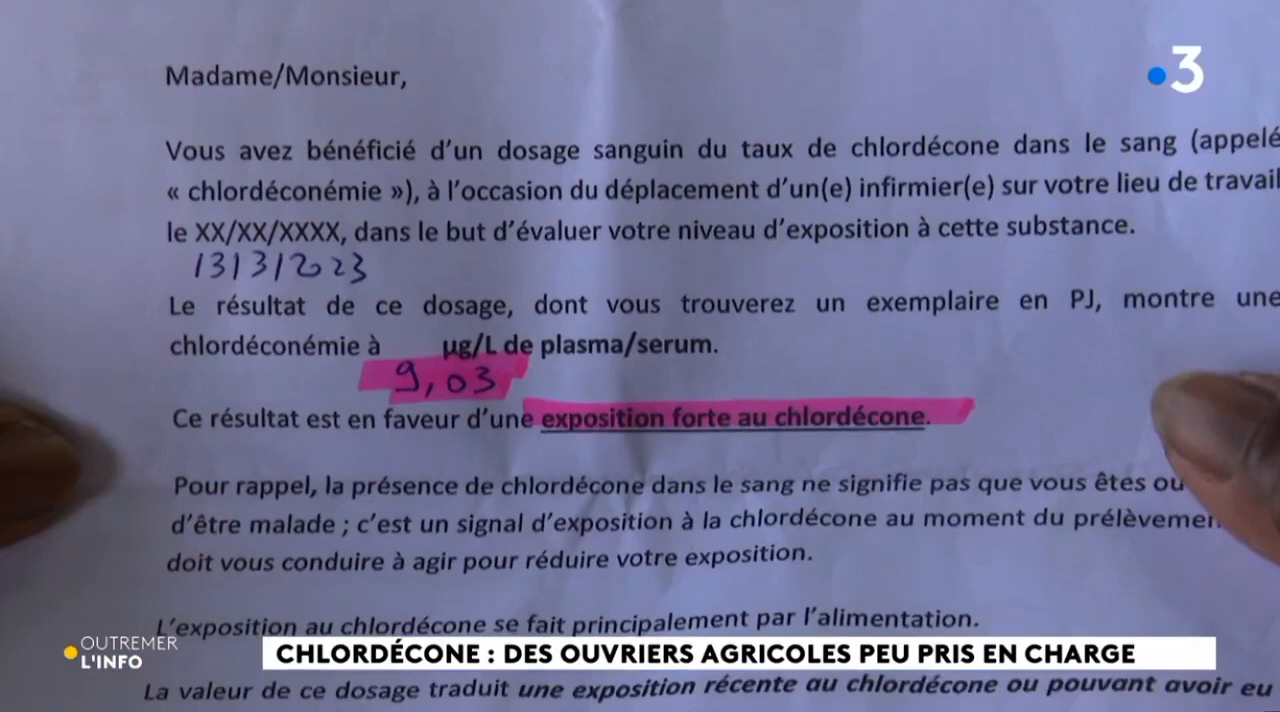 Madame/Monsieur,
3
Vous avez bénéficié d'un dosage sanguin du taux de chlordécone dans le sang (appelé
« chlordéconémie »), à l'occasion du déplacement d'un(e) infirmier(e) sur votre lieu de travail
le XX/XX/XXXX, dans le but d'évaluer votre niveau d'exposition à cette substance.
13/3/2023
Le résultat de ce dosage, dont vous trouverez un exemplaire en PJ, montre une
chlordéconémie à µg/L de plasma/serum.
9,03
Ce résultat est en faveur d'une exposition forte au chlordécone.
Pour rappel, la présence de chlordécone dans le sang ne signifie pas que vous êtes ou
d'être malade ; c'est un signal d'exposition à la chlordécone au moment du prélèvemen
doit vous conduire à agir pour réduire votre exposition.
L'exposition au chlordécone se fait principalement par l'alimentation.
OUTREMER
L'INFO
CHLORDÉCONE : DES OUVRIERS AGRICOLES PEU PRIS EN CHARGE
La valeur de ce dosage traduit une exposition récente au chlordécone ou pouvant avoir eu